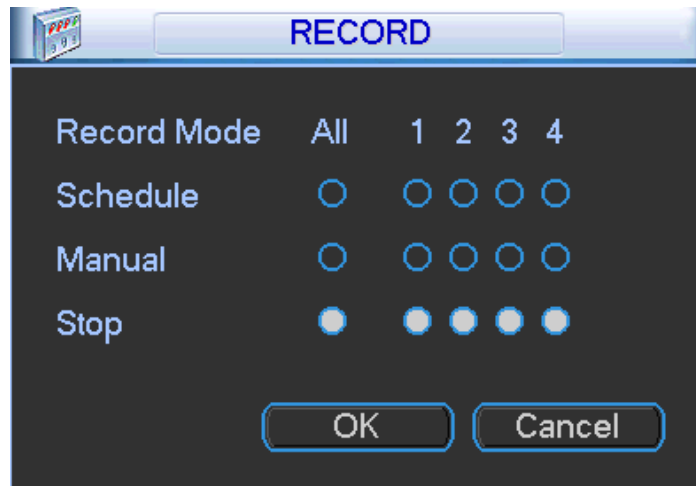 RECORD
Record Mode All 1 2 3 4
Schedule
Manual
Stop
OK Cancel